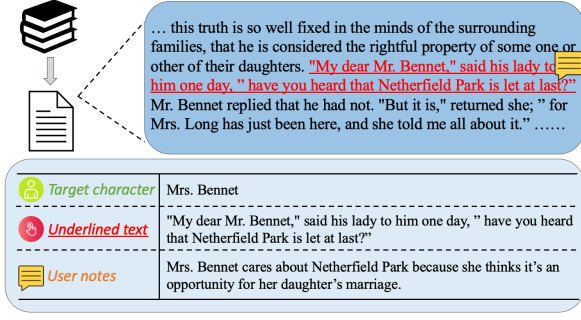 … this truth is so well fixed in the minds of the surrounding
families, that he is considered the rightful property of some one or
other of their daughters. "My dear Mr. Bennet," said his lady to
him one day, ” have you heard that Netherfield Park is let at last?”
Mr. Bennet replied that he had not. "But it is," returned she; ” for
Mrs. Long has just been here, and she told me all about it.” ……
Target character
Mrs. Bennet
Underlined text
"My dear Mr. Bennet," said his lady to him one day, ” have you heard
that Netherfield Park is let at last?”
User notes
Mrs. Bennet cares about Netherfield Park because she thinks it’s an
opportunity for her daughter’s marriage.